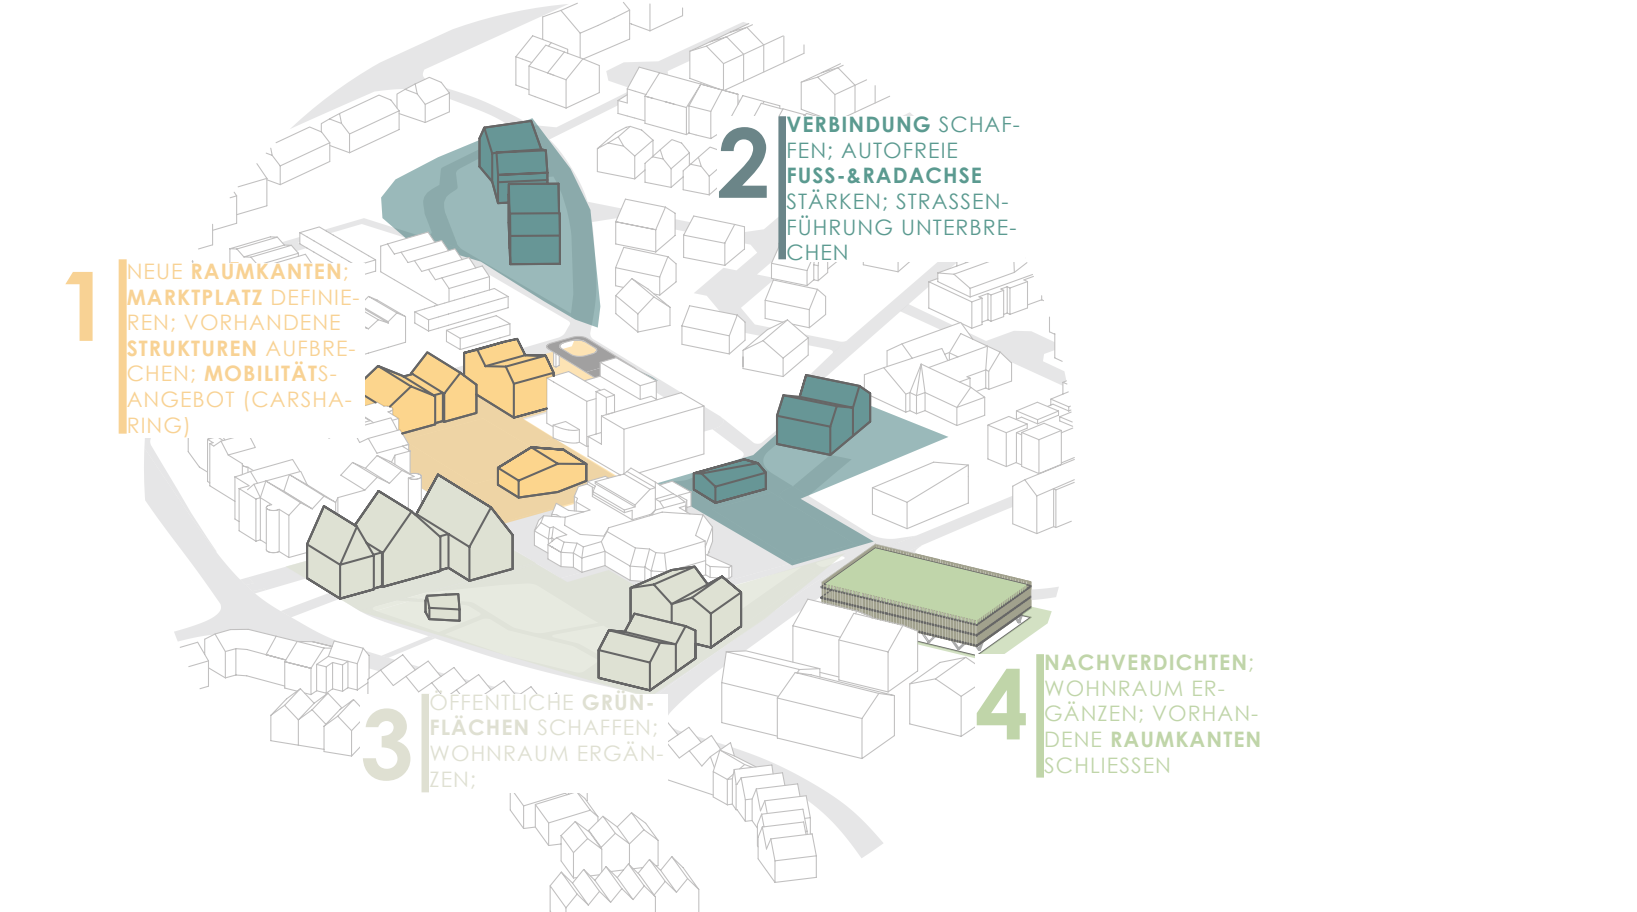 1
NEUE RAUMKANTEN;
MARKTPLATZ DEFINIE-
REN; VORHANDENE
STRUKTUREN AUFBRE-
CHEN; MOBILITÄTS-
ANGEBOT (CARSHA-
RING)
2
VERBINDUNG SCHAF-
FEN; AUTOFREIE
FUSS-&RADACHSE
STÄRKEN; STRASSEN-
FÜHRUNG UNTERBRE-
CHEN
3
ÖFFENTLICHE GRÜN-
FLÄCHEN SCHAFFEN;
WOHNRAUM ERGÄN-
ZEN;
4
NACHVERDICHTEN;
WOHNRAUM ER-
GÄNZEN; VORHAN-
DENE RAUMKANTEN
SCHLIESSEN